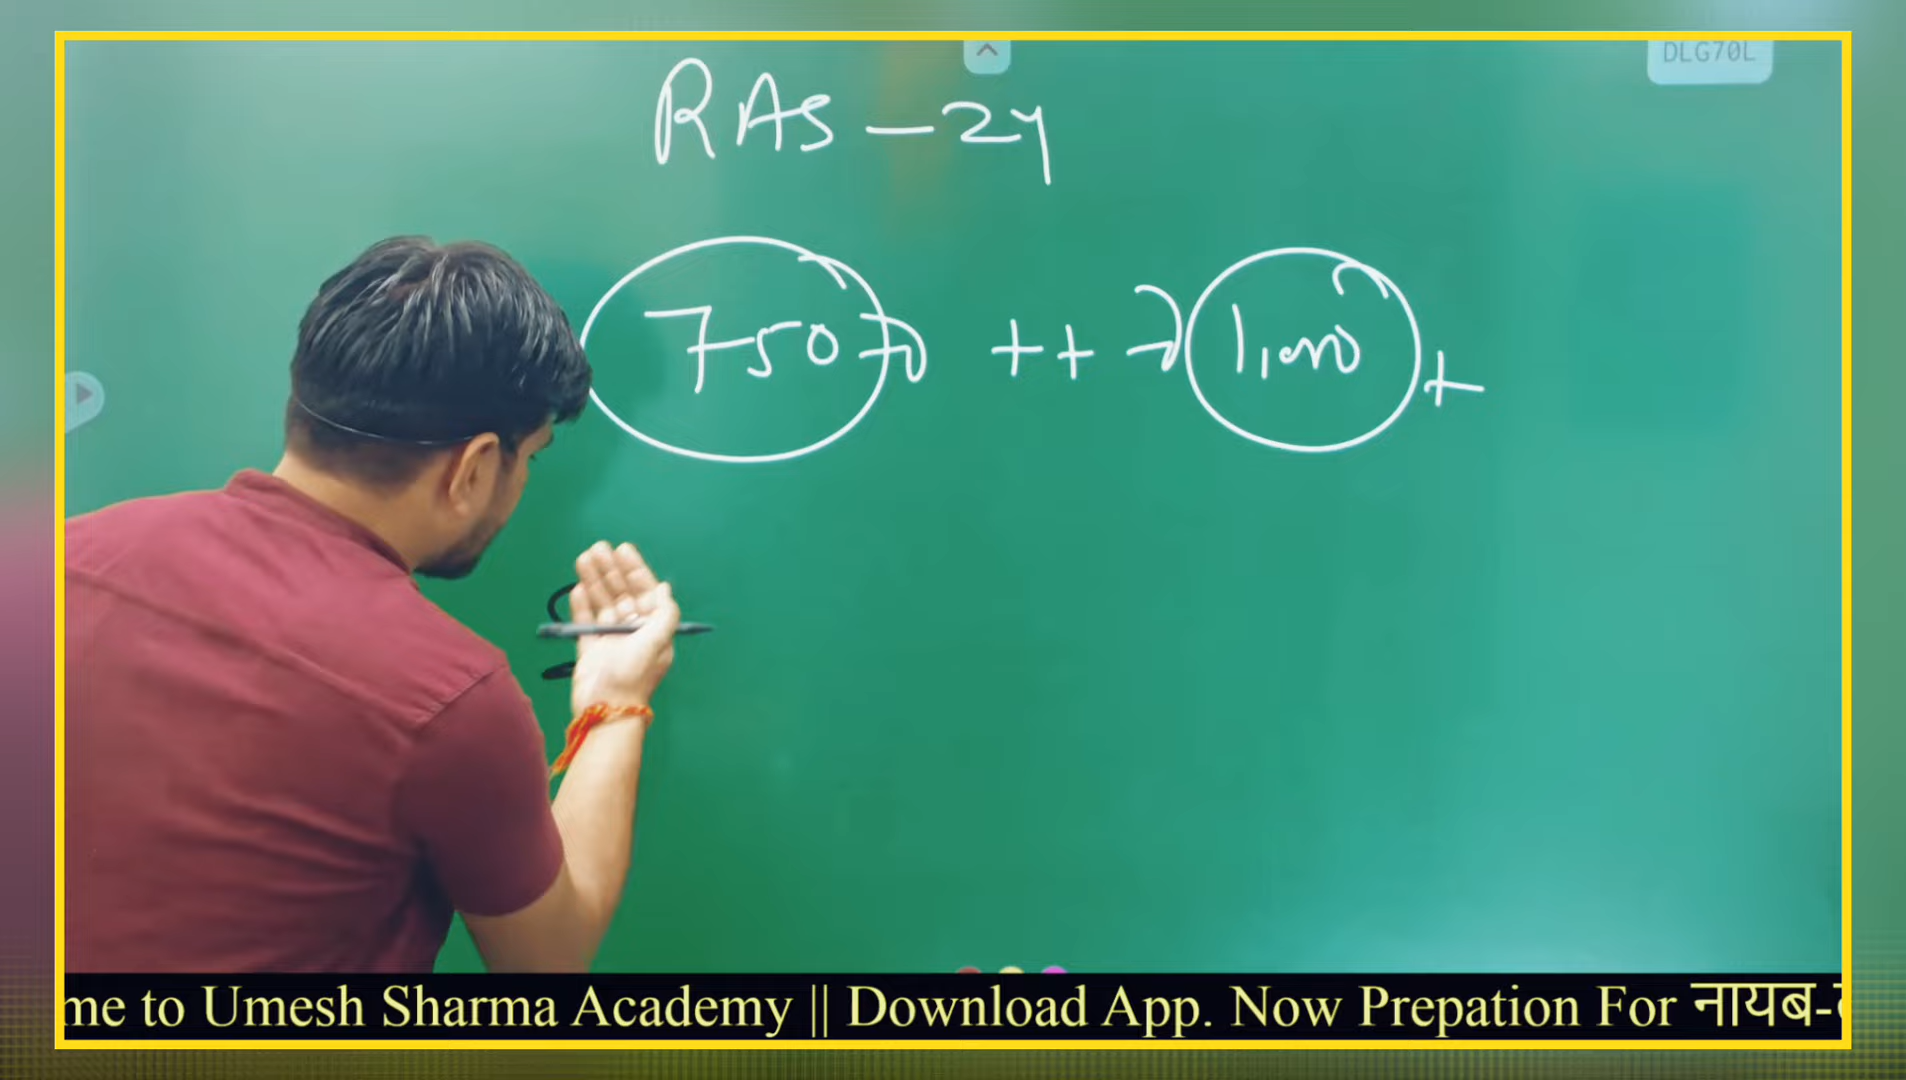 DLG70L
RAS - 24
750 → ++ → 1,000 +
me to Umesh Sharma Academy || Download App. Now Prepation For नायब-